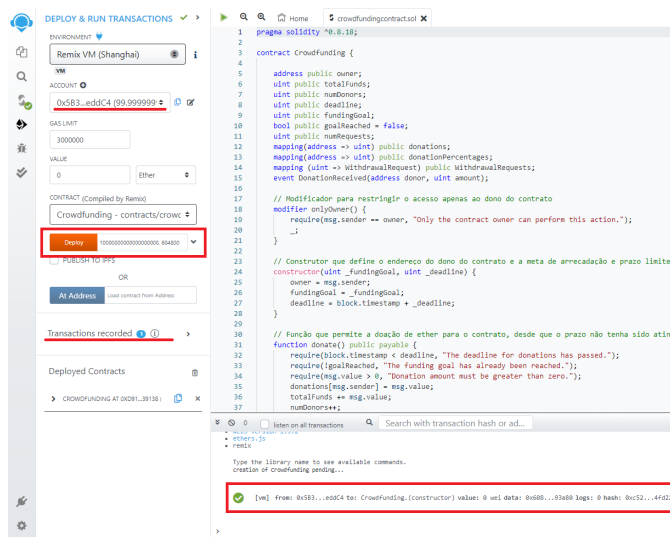 DEPLOY & RUN TRANSACTIONS
ENVIRONMENT
Remix VM (Shanghai)
VM
ACCOUNT
0x5B3...eddC4 (99.999999
GAS LIMIT
3000000
VALUE
0
Ether
CONTRACT (Compiled by Remix)
Crowdfunding - contracts/crowd
Deploy
604800
PUBLISH TO IPFS
OR
At Address
Load contract from Address
Transactions recorded 1
Deployed Contracts
CROWDFUNDING AT 0XD91...39138
Home
crowdfundingcontract.sol
1 pragma solidity ^0.8.18;
2
3 contract Crowdfunding {
4
5 address public owner;
6 uint public totalFunds;
7 uint public numDonors;
8 uint public deadline;
9 uint public fundingGoal;
10 bool public goalReached = false;
11 uint public numRequests;
12 mapping(address => uint) public donations;
13 mapping(address => uint) public donationPercentages;
14 mapping (uint => WithdrawalRequest) public WithdrawalRequests;
15 event DonationReceived(address donor, uint amount);
16
17 // Modificador para restringir o acesso apenas ao dono do contrato
18 modifier onlyOwner() {
19 require(msg.sender == owner, "Only the contract owner can perform this action.");
20 _;
21 }
22
23 // Construtor que define o endereço do dono do contrato e a meta de arrecadação e prazo limite
24 constructor(uint _fundingGoal, uint _deadline) {
25 owner = msg.sender;
26 fundingGoal = _fundingGoal;
27 deadline = block.timestamp + _deadline;
28 }
29
30 // Função que permite a doação de ether para o contrato, desde que o prazo não tenha sido atin
31 function donate() public payable {
32 require(block.timestamp < deadline, "The deadline for donations has passed.");
33 require(!goalReached, "The funding goal has already been reached.");
34 require(msg.value > 0, "Donation amount must be greater than zero.");
35 donations[msg.sender] = msg.value;
36 totalFunds += msg.value;
37 numDonors++;
0
listen on all transactions
Search with transaction hash or ad...
ethers.js
remix
Type the library name to see available commands.
creation of Crowdfunding pending...
[vm] from: 0x5B3...eddC4 to: Crowdfunding.(constructor) value: 0 wei data: 0x608...93a80 logs: 0 hash: 0xc52...4fd2